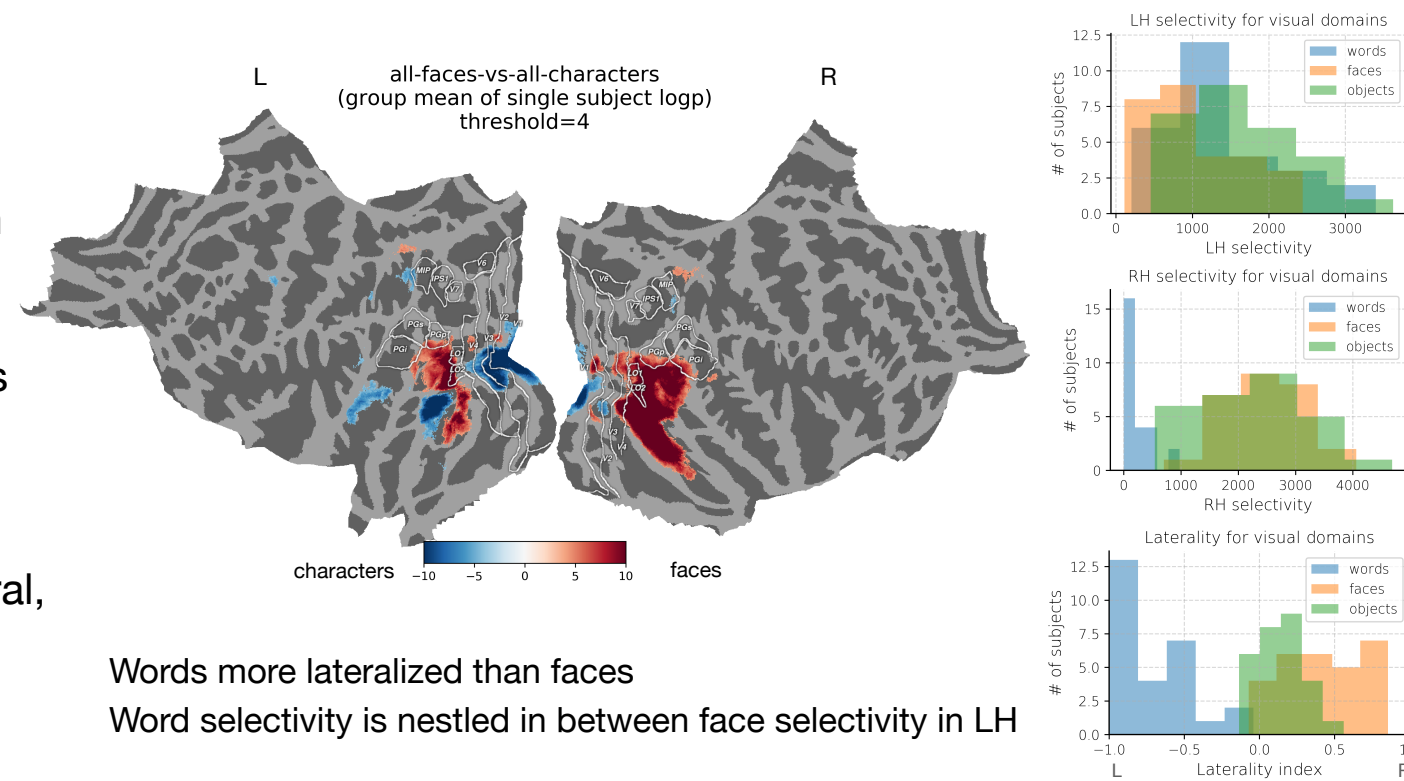 L
all-faces-vs-all-characters
(group mean of single subject logp)
threshold=4
R
MIP
IPS1
V7
V6
V2
V1
PGs
PGp
PGi
V3
V4
LO1
LO2
V6
MIP
IPS1
V7
PGs
PGp
PGi
V1
LO1
LO2
V3
V4
V2
characters
−10
−5
0
5
10
faces
s
ral,
Words more lateralized than faces
Word selectivity is nestled in between face selectivity in LH
LH selectivity for visual domains
words
faces
objects
12.5
10.0
7.5
5.0
2.5
0.0
# of subjects
0
1000
2000
3000
LH selectivity
RH selectivity for visual domains
words
faces
objects
15
10
5
0
# of subjects
0
1000
2000
3000
4000
RH selectivity
Laterality for visual domains
words
faces
objects
12.5
10.0
7.5
5.0
2.5
0.0
# of subjects
−1.0
−0.5
0.0
0.5
L
Laterality index